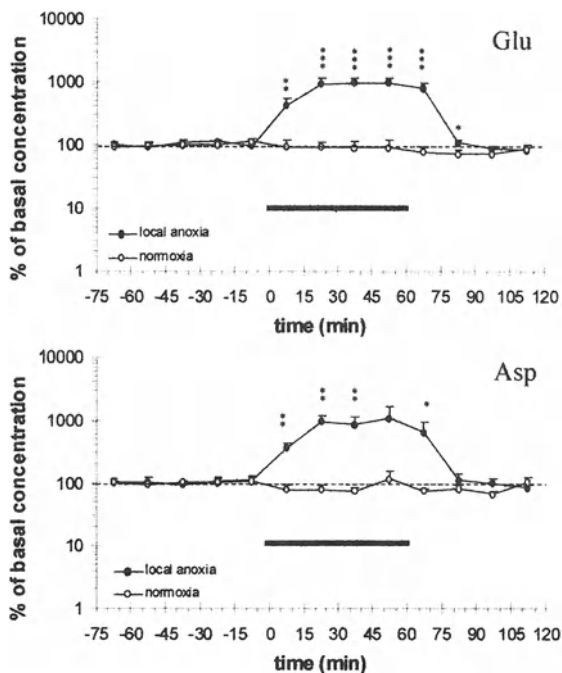 Glu
10000
1000
100
10
1
% of basal concentration
*** *** *** ***
**
*
local anoxia
normoxia
-75 -60 -45 -30 -15 0 15 30 45 60 75 90 105 120
time (min)
Asp
10000
1000
100
10
1
% of basal concentration
** ** ** *
local anoxia
normoxia
-75 -60 -45 -30 -15 0 15 30 45 60 75 90 105 120
time (min)